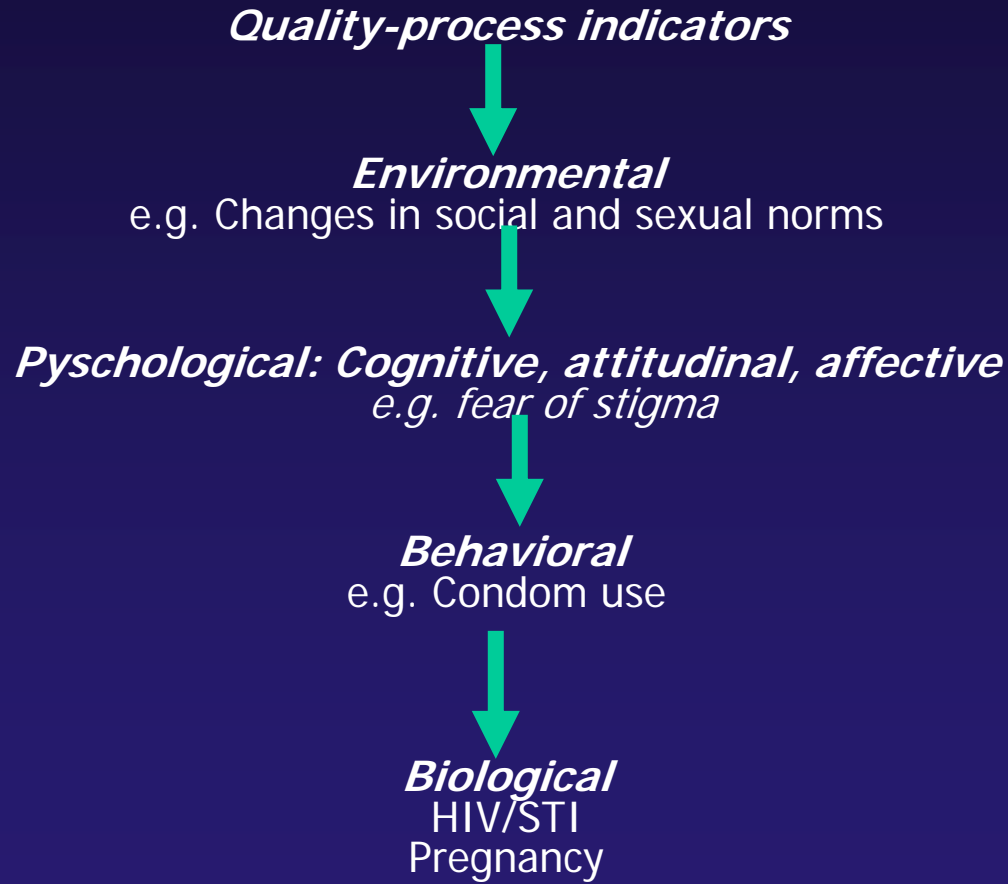 Quality-process indicators
Environmental
e.g. Changes in social and sexual norms
Pyschological: Cognitive, attitudinal, affective
e.g. fear of stigma
Behavioral
e.g. Condom use
Biological
HIV/STI
Pregnancy